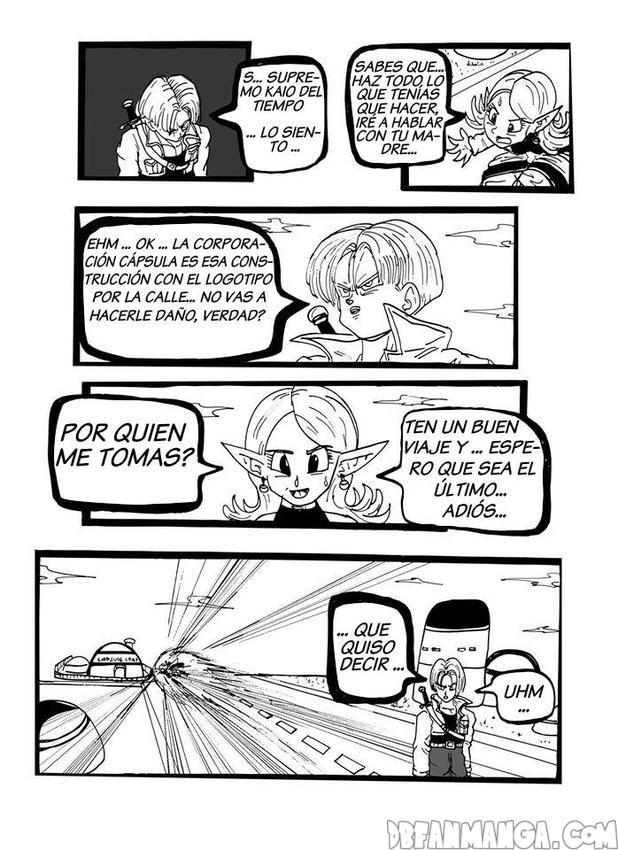 S... SUPRE-
MO KAIO DEL
TIEMPO
... LO SIEN-
TO ...
SABES QUE...
HAZ TODO LO
QUE TENÍAS
QUE HACER,
IRÉ A HABLAR
CON TU MA-
DRE...
EHM ... OK ... LA CORPORA-
CIÓN CÁPSULA ES ESA CONS-
TRUCCIÓN CON EL LOGOTIPO
POR LA CALLE... NO VAS A
HACERLE DAÑO, VERDAD?
POR QUIEN
ME TOMAS?
TEN UN BUEN
VIAJE Y ... ESPE-
RO QUE SEA EL
ÚLTIMO...
ADIÓS...
CAPSULE CORP
... QUE
QUISO
DECIR ...
UHM
...
DBFANMANGA.COM